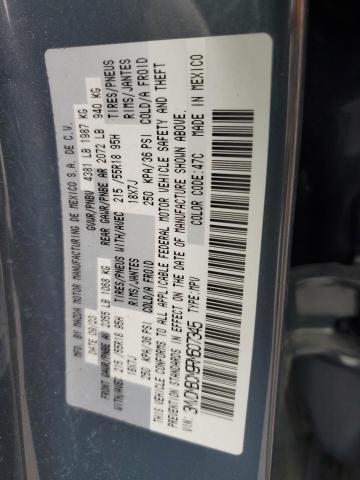 MFD. BY MAZDA MOTOR MANUFACTURING DE MEXICO S.A. DE C.V.
DATE 09/23 GVWR/PNBV 4381 LB 1987 KG
FRONT GAWR/PNBE AV 2355 LB 1068 KG REAR GAWR/PNBE AR 2072 LB 940 KG
WITH/AVEC 215/55R18 95H TIRES/PNEUS WITH/AVEC 215/55R18 95H TIRES/PNEUS
18X7J RIMS/JANTES 18X7J RIMS/JANTES
250 KPA/36 PSI COLD/A FROID 250 KPA/36 PSI COLD/A FROID
THIS VEHICLE CONFORMS TO ALL APPLICABLE FEDERAL MOTOR VEHICLE SAFETY AND THEFT
PREVENTION STANDARDS IN EFFECT ON THE DATE OF MANUFACTURE SHOWN ABOVE.
VIN: TYPE: MPV COLOR CODE: 47C MADE IN MEXICO